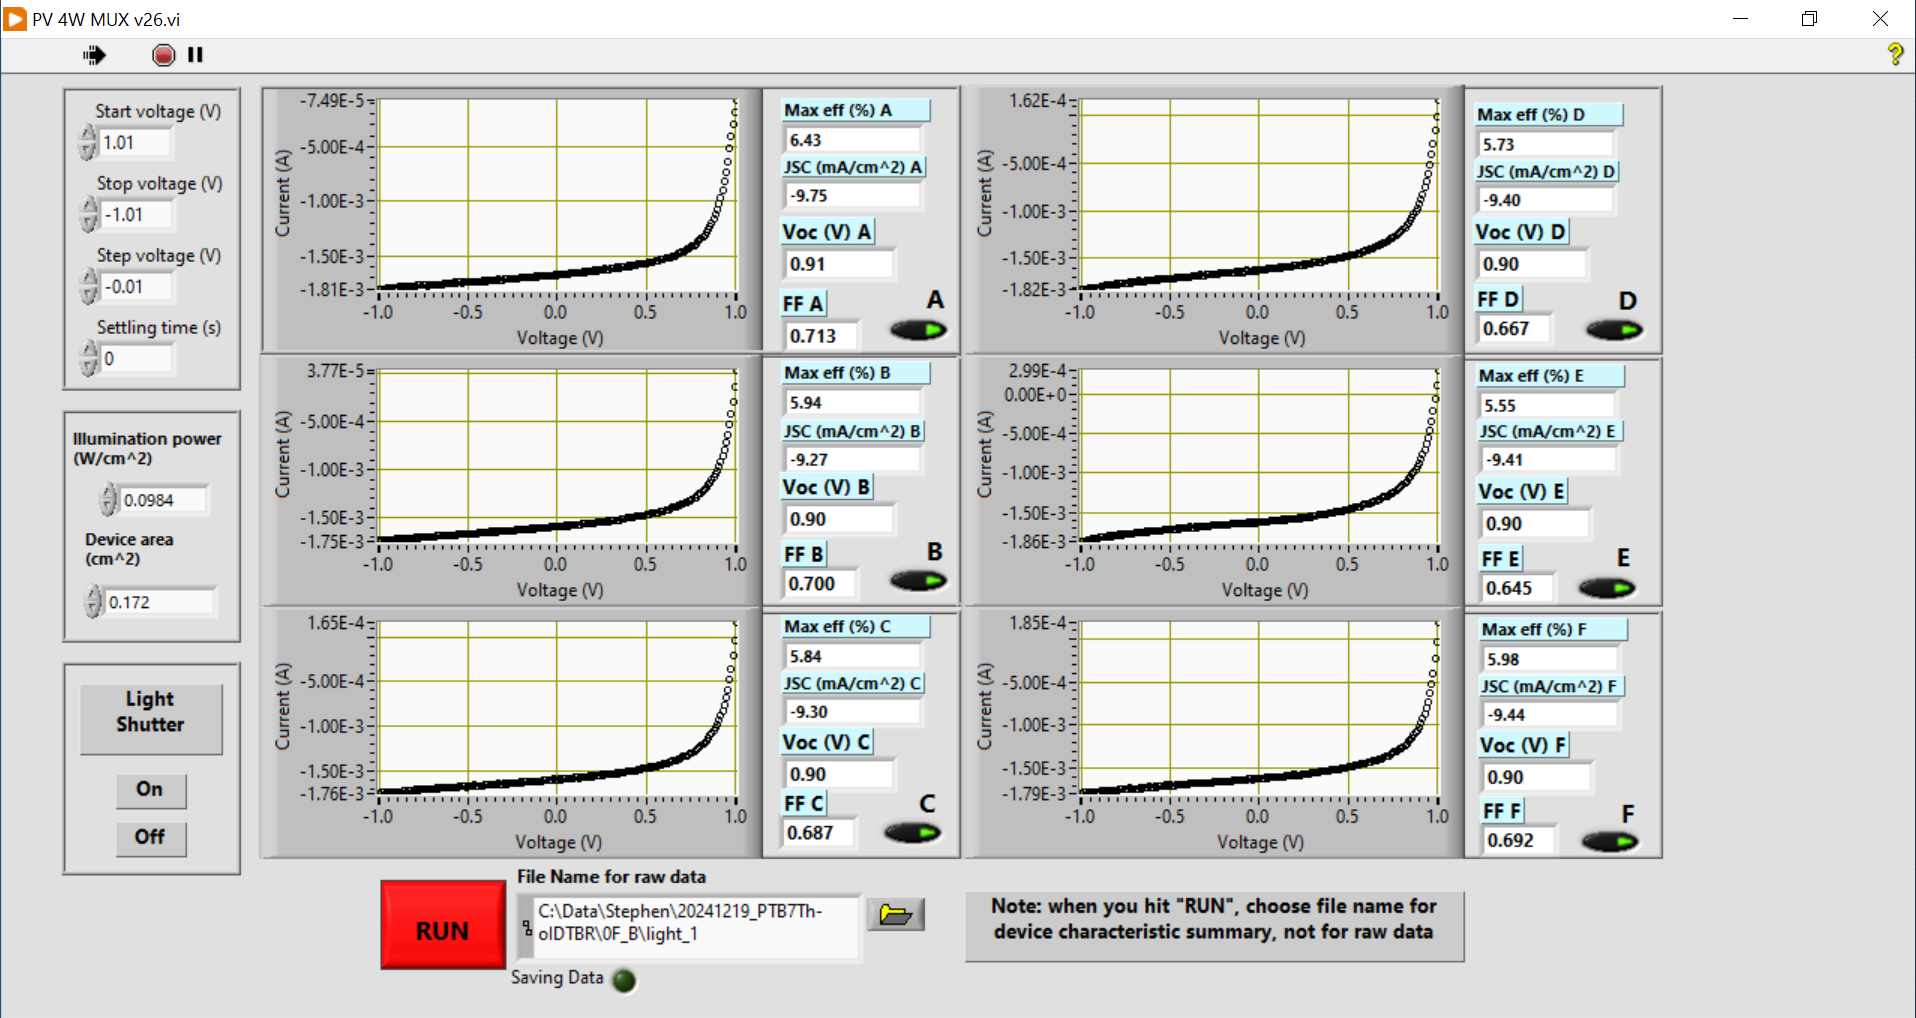 PV 4W MUX v26.vi
Start voltage (V)
1.01
Stop voltage (V)
-1.01
Step voltage (V)
-0.01
Settling time (s)
0
Illumination power
(W/cm^2)
0.0984
Device area
(cm^2)
0.172
Light
Shutter
On
Off
-7.49E-5
-5.00E-4
-1.00E-3
-1.50E-3
-1.81E-3
Current (A)
-1.0 -0.5 0.0 0.5 1.0
Voltage (V)
Max eff (%) A
6.43
JSC (mA/cm^2) A
-9.75
Voc (V) A
0.91
FF A
0.713
A
3.77E-5
-5.00E-4
-1.00E-3
-1.50E-3
-1.75E-3
Current (A)
-1.0 -0.5 0.0 0.5 1.0
Voltage (V)
Max eff (%) B
5.94
JSC (mA/cm^2) B
-9.27
Voc (V) B
0.90
FF B
0.700
B
1.65E-4
-5.00E-4
-1.00E-3
-1.50E-3
-1.76E-3
Current (A)
-1.0 -0.5 0.0 0.5 1.0
Voltage (V)
Max eff (%) C
5.84
JSC (mA/cm^2) C
-9.30
Voc (V) C
0.90
FF C
0.687
C
1.62E-4
-5.00E-4
-1.00E-3
-1.50E-3
-1.82E-3
Current (A)
-1.0 -0.5 0.0 0.5 1.0
Voltage (V)
Max eff (%) D
5.73
JSC (mA/cm^2) D
-9.40
Voc (V) D
0.90
FF D
0.667
D
2.99E-4
0.00E+0
-5.00E-4
-1.00E-3
-1.50E-3
-1.86E-3
Current (A)
-1.0 -0.5 0.0 0.5 1.0
Voltage (V)
Max eff (%) E
5.55
JSC (mA/cm^2) E
-9.41
Voc (V) E
0.90
FF E
0.645
E
1.85E-4
-5.00E-4
-1.00E-3
-1.50E-3
-1.79E-3
Current (A)
-1.0 -0.5 0.0 0.5 1.0
Voltage (V)
Max eff (%) F
5.98
JSC (mA/cm^2) F
-9.44
Voc (V) F
0.90
FF F
0.692
F
RUN
File Name for raw data
C:\Data\Stephen\20241219_PTB7Th-
oIDTBR\0F_B\light_1
Saving Data
Note: when you hit "RUN", choose file name for
device characteristic summary, not for raw data